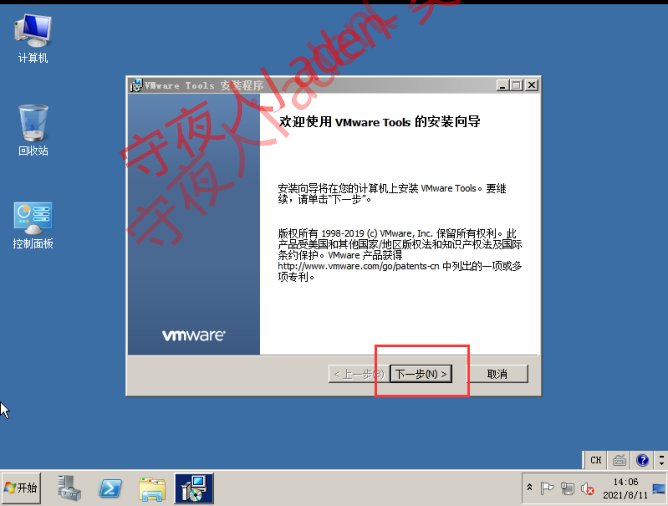 计算机
回收站
控制面板
守夜人
VMware Tools 安装程序
欢迎使用 VMware Tools 的安装向导
安装向导将在您的计算机上安装 VMware Tools。要继
续，请单击“下一步”。
版权所有 1998-2019 (c) VMware, Inc. 保留所有权利。此
产品受美国和其他国家/地区版权法和知识产权法及国际
条约保护。VMware 产品获得
http://www.vmware.com/go/patents-cn 中列出的一项或多
项专利。
vmware
< 上一步(B)
下一步(N) >
取消
CH
开始
14:06
2021/8/11